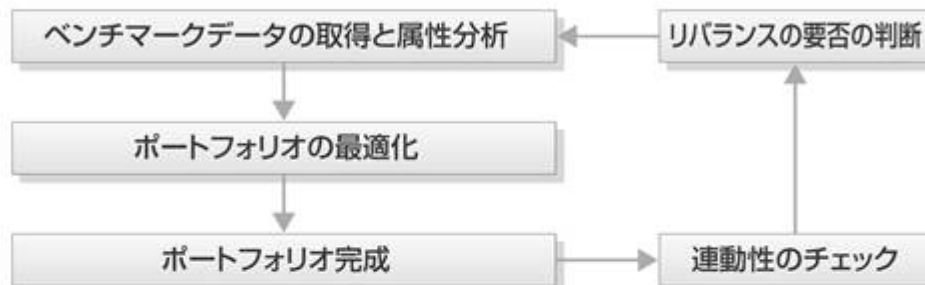 ベンチマークデータの取得と属性分析
リバランスの要否の判断
ポートフォリオの最適化
ポートフォリオ完成
連動性のチェック